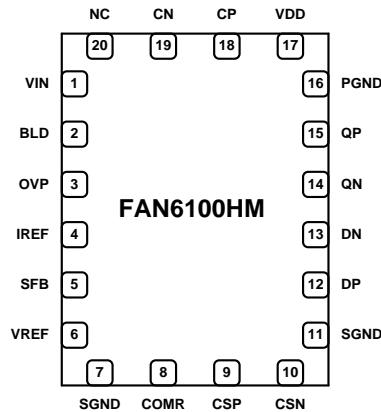 NC CN CP VDD
20 19 18 17
VIN 1 16 PGND
BLD 2 15 QP
OVP 3 14 QN
FAN6100HM
IREF 4 13 DN
SFB 5 12 DP
VREF 6 11 SGND
7 8 9 10
SGND COMR CSP CSN